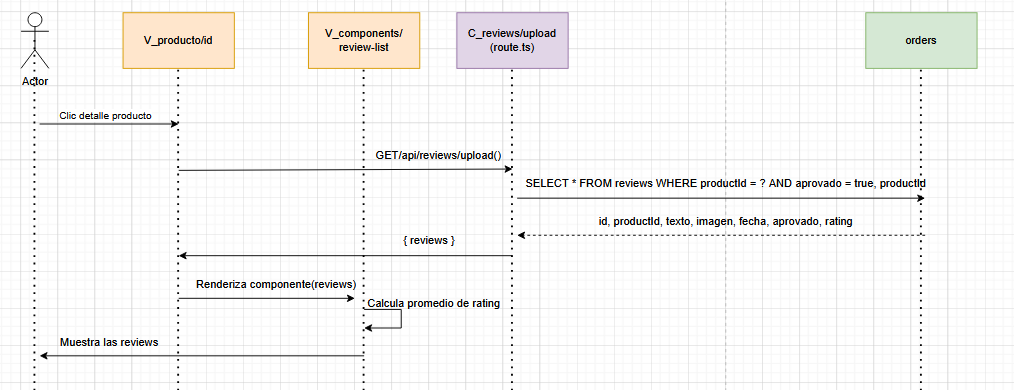 V_producto/id
V_components/
review-list
C_reviews/upload
(route.ts)
orders
Actor
Clic detalle producto
GET/api/reviews/upload()
SELECT * FROM reviews WHERE productId = ? AND aprovado = true, productId
id, productId, texto, imagen, fecha, aprovado, rating
{ reviews }
Renderiza componente(reviews)
Calcula promedio de rating
Muestra las reviews